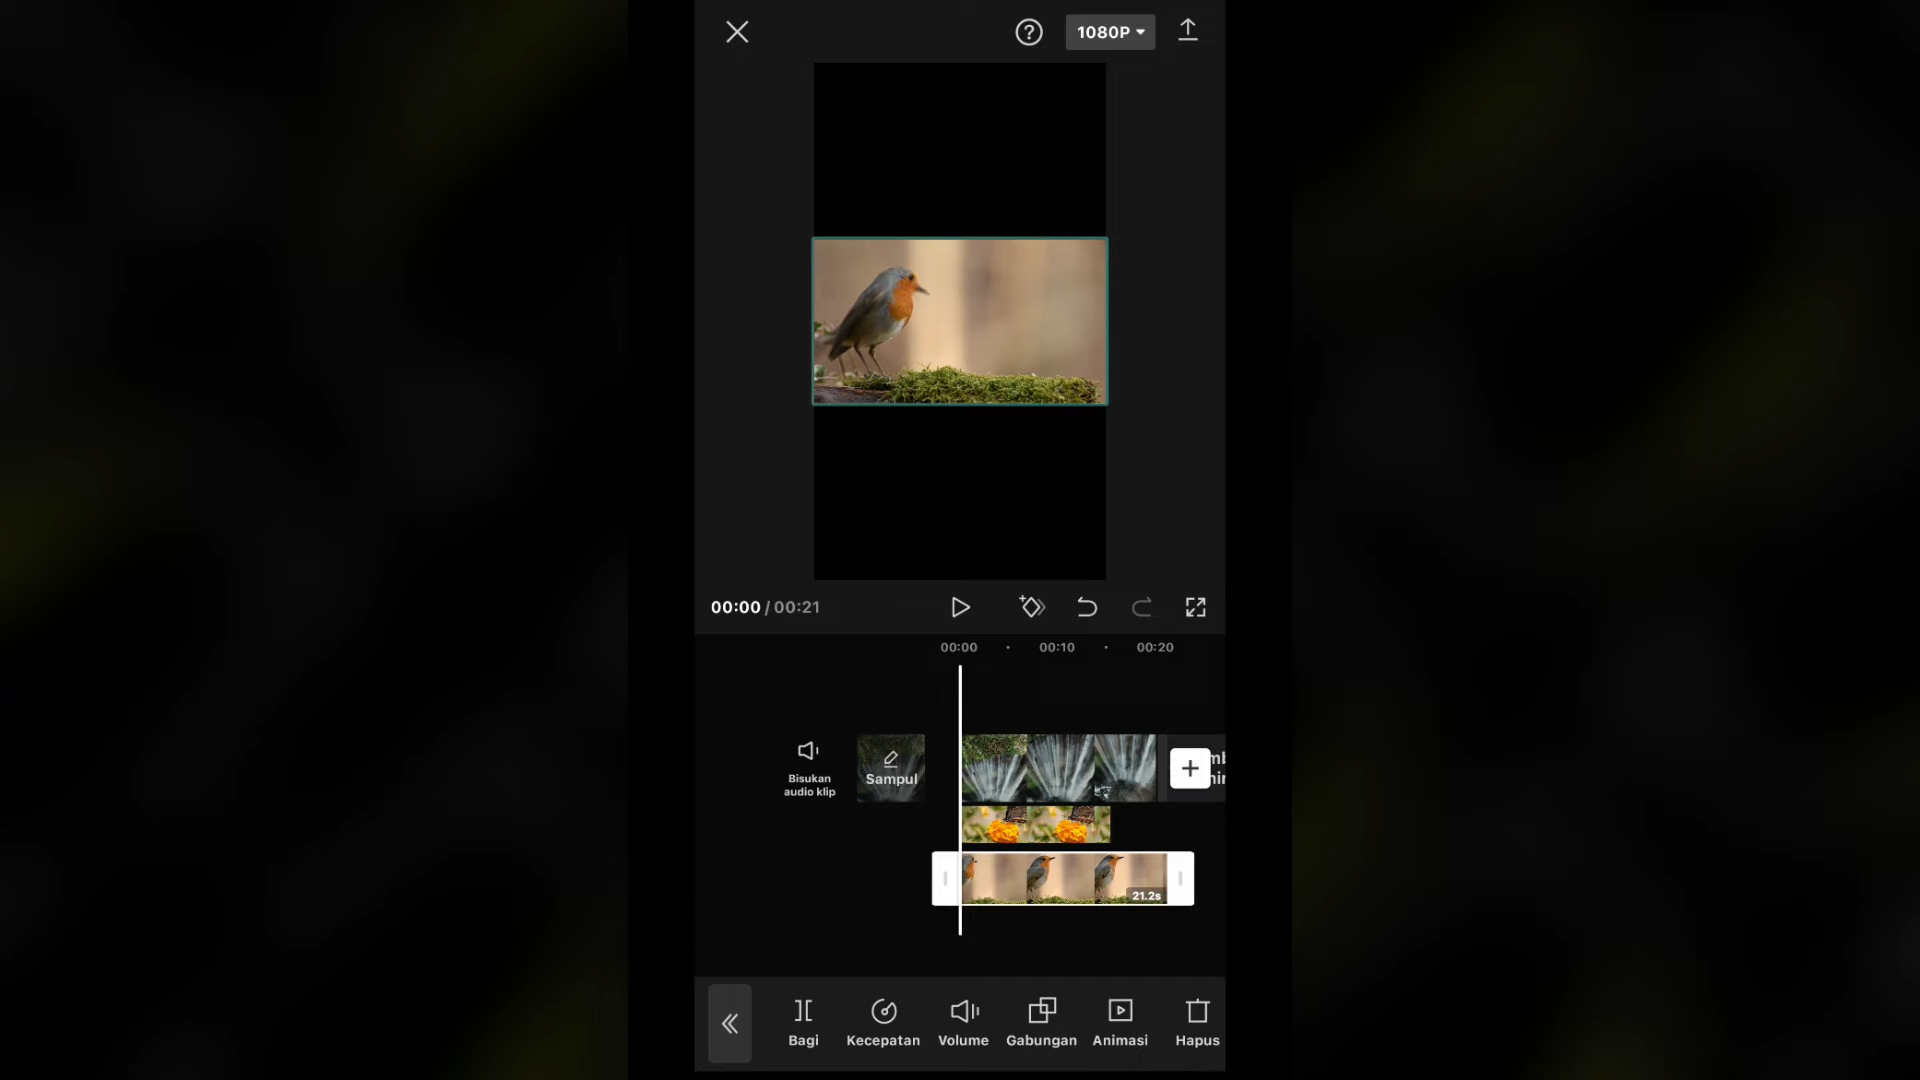 1080P
00:00 / 00:21
00:00 00:10 00:20
Bisukan
audio klip
Sampul
21.2s
Bagi Kecepatan Volume Gabungan Animasi Hapus